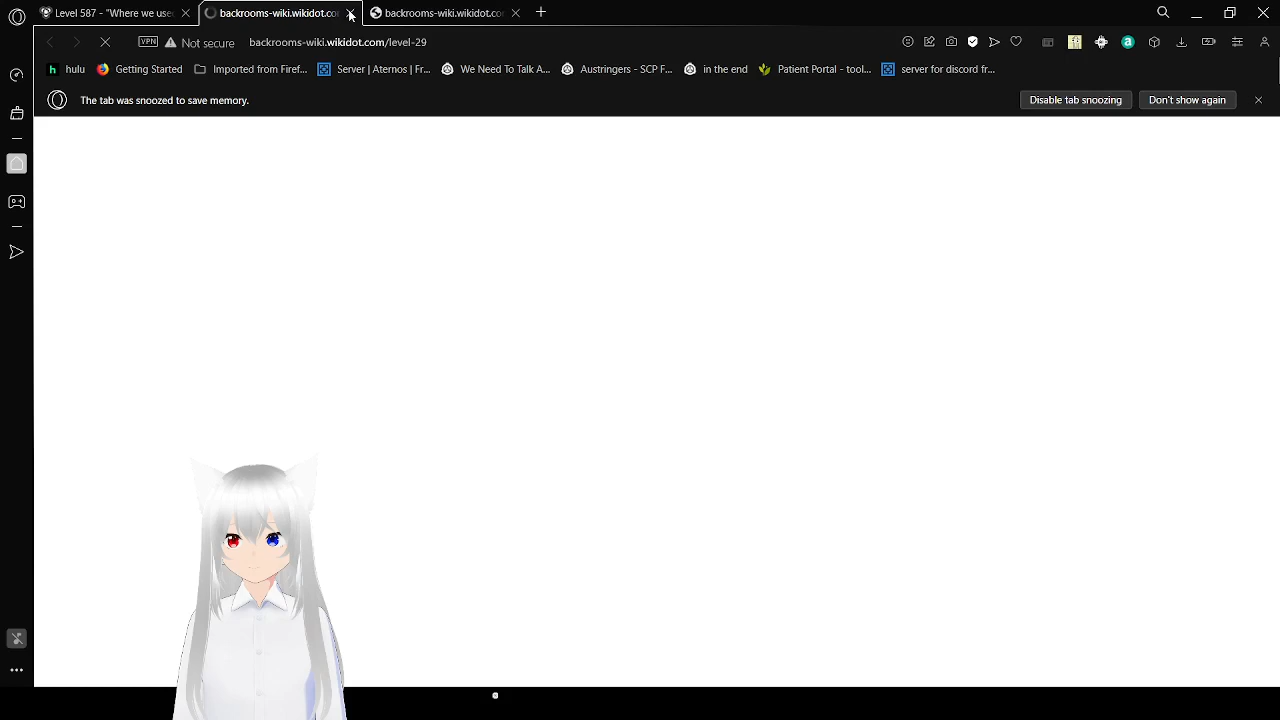 Level 587 - "Where we used
backrooms-wiki.wikidot.cor
backrooms-wiki.wikidot.cor
VPN Not secure backrooms-wiki.wikidot.com/level-29
h hulu Getting Started Imported from Firef... Server | Aternos | Fr... We Need To Talk A... Austringers - SCP F... in the end Patient Portal - tool... server for discord fr...
The tab was snoozed to save memory. Disable tab snoozing Don't show again